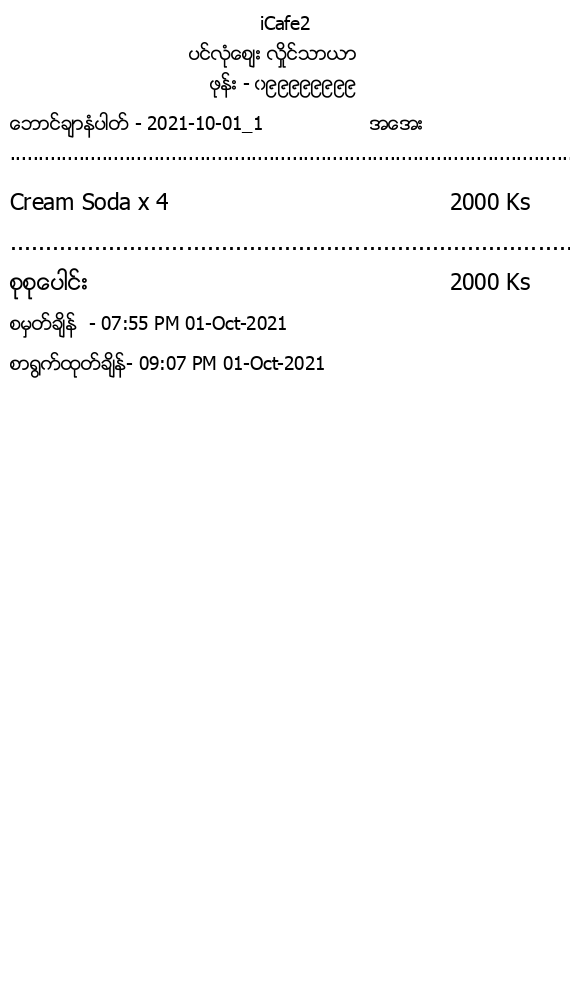 iCafe2
ပင်လုံစျေး လှိုင်သာယာ
ဖုန်း - ၀၉၉၉၉၉၉၉၉
ဘောင်ချာနံပါတ် - 2021-10-01_1 အအေး
Cream Soda x 4 2000 Ks
စုစုပေါင်း 2000 Ks
စမှတ်ချိန် - 07:55 PM 01-Oct-2021
စာရွက်ထုတ်ချိန်- 09:07 PM 01-Oct-2021